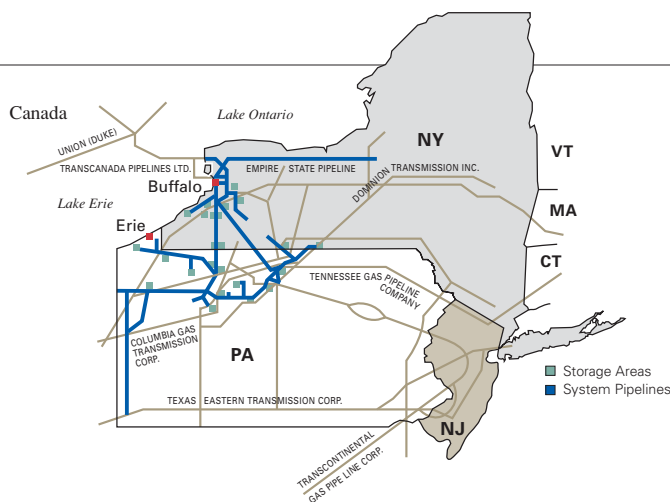 Canada
Lake Ontario
NY
VT
UNION (DUKE)
TRANSCANADA PIPELINES LTD.
EMPIRE STATE PIPELINE
DOMINION TRANSMISSION INC.
Buffalo
Lake Erie
MA
Erie
CT
TENNESSEE GAS PIPELINE
COMPANY
COLUMBIA GAS
TRANSMISSION
CORP.
PA
Storage Areas
System Pipelines
TEXAS EASTERN TRANSMISSION CORP.
NJ
TRANSCONTINENTAL
GAS PIPE LINE CORP.